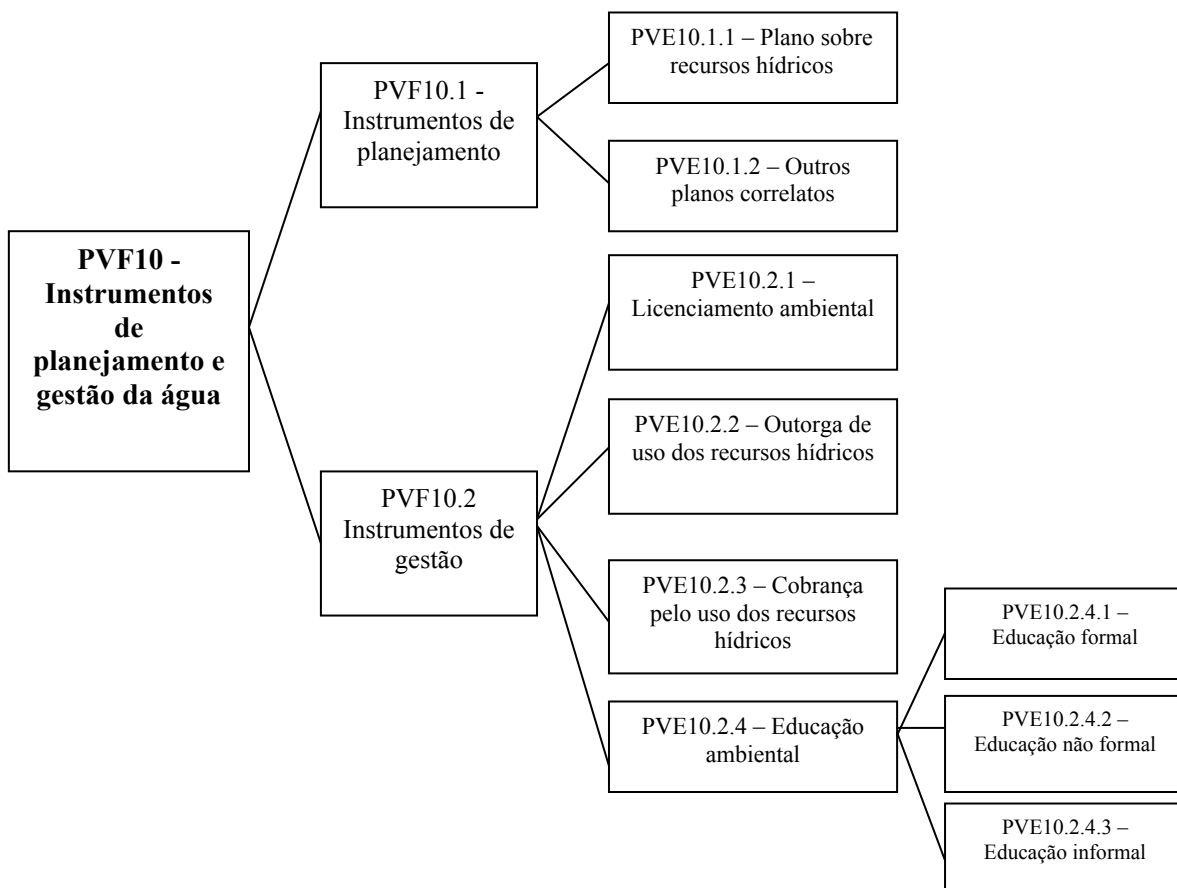 PVF10 -
Instrumentos
de
planejamento e
gestão da água
PVF10.1 -
Instrumentos de
planejamento
PVE10.1.1 – Plano sobre
recursos hídricos
PVE10.1.2 – Outros
planos correlatos
PVF10.2
Instrumentos de
gestão
PVE10.2.1 –
Licenciamento ambiental
PVE10.2.2 – Outorga de
uso dos recursos hídricos
PVE10.2.3 – Cobrança
pelo uso dos recursos
hídricos
PVE10.2.4 – Educação
ambiental
PVE10.2.4.1 –
Educação formal
PVE10.2.4.2 –
Educação não formal
PVE10.2.4.3 –
Educação informal